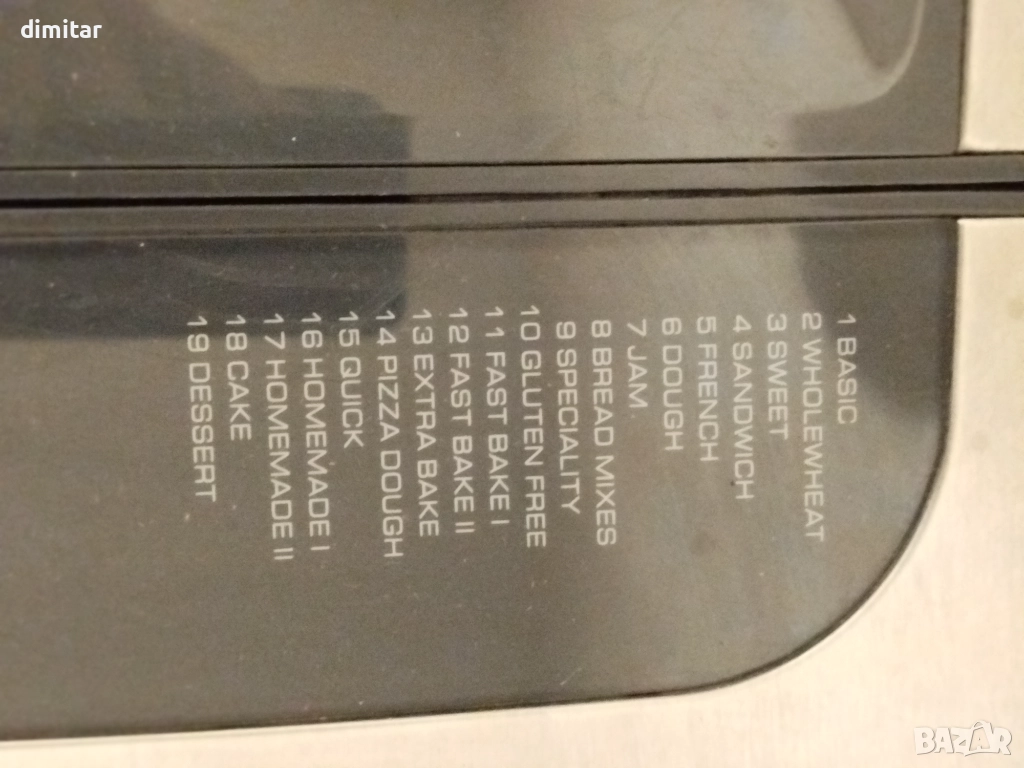 dimitar
1 BASIC
2 WHOLEWHEAT
3 SWEET
4 SANDWICH
5 FRENCH
6 DOUGH
7 JAM
8 BREAD MIXES
9 SPECIALITY
10 GLUTEN FREE
11 FAST BAKE I
12 FAST BAKE II
13 EXTRA BAKE
14 PIZZA DOUGH
15 QUICK
16 HOMEMADE I
17 HOMEMADE II
18 CAKE
19 DESSERT
BAZAR